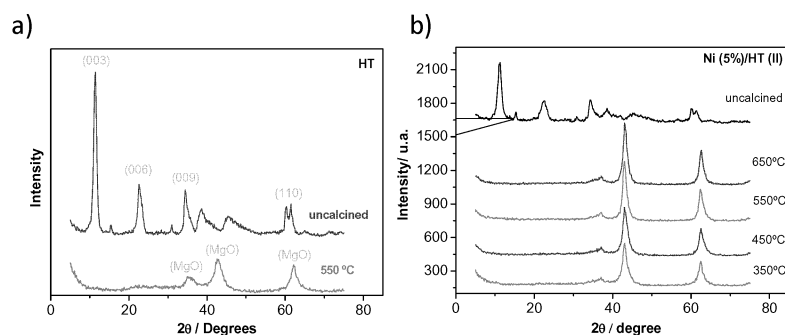 a)
HT
(003)
(006)
(009)
(110)
uncalcined
(MgO)
(MgO)
(MgO)
550 ºC
Intensity
0 20 40 60 80
2θ / Degrees
b)
Ni (5%)/HT (II)
uncalcined
650ºC
550ºC
450ºC
350ºC
2100
1800
1500
1200
900
600
300
Intensity/ u.a.
0 20 40 60 80
2θ / degree